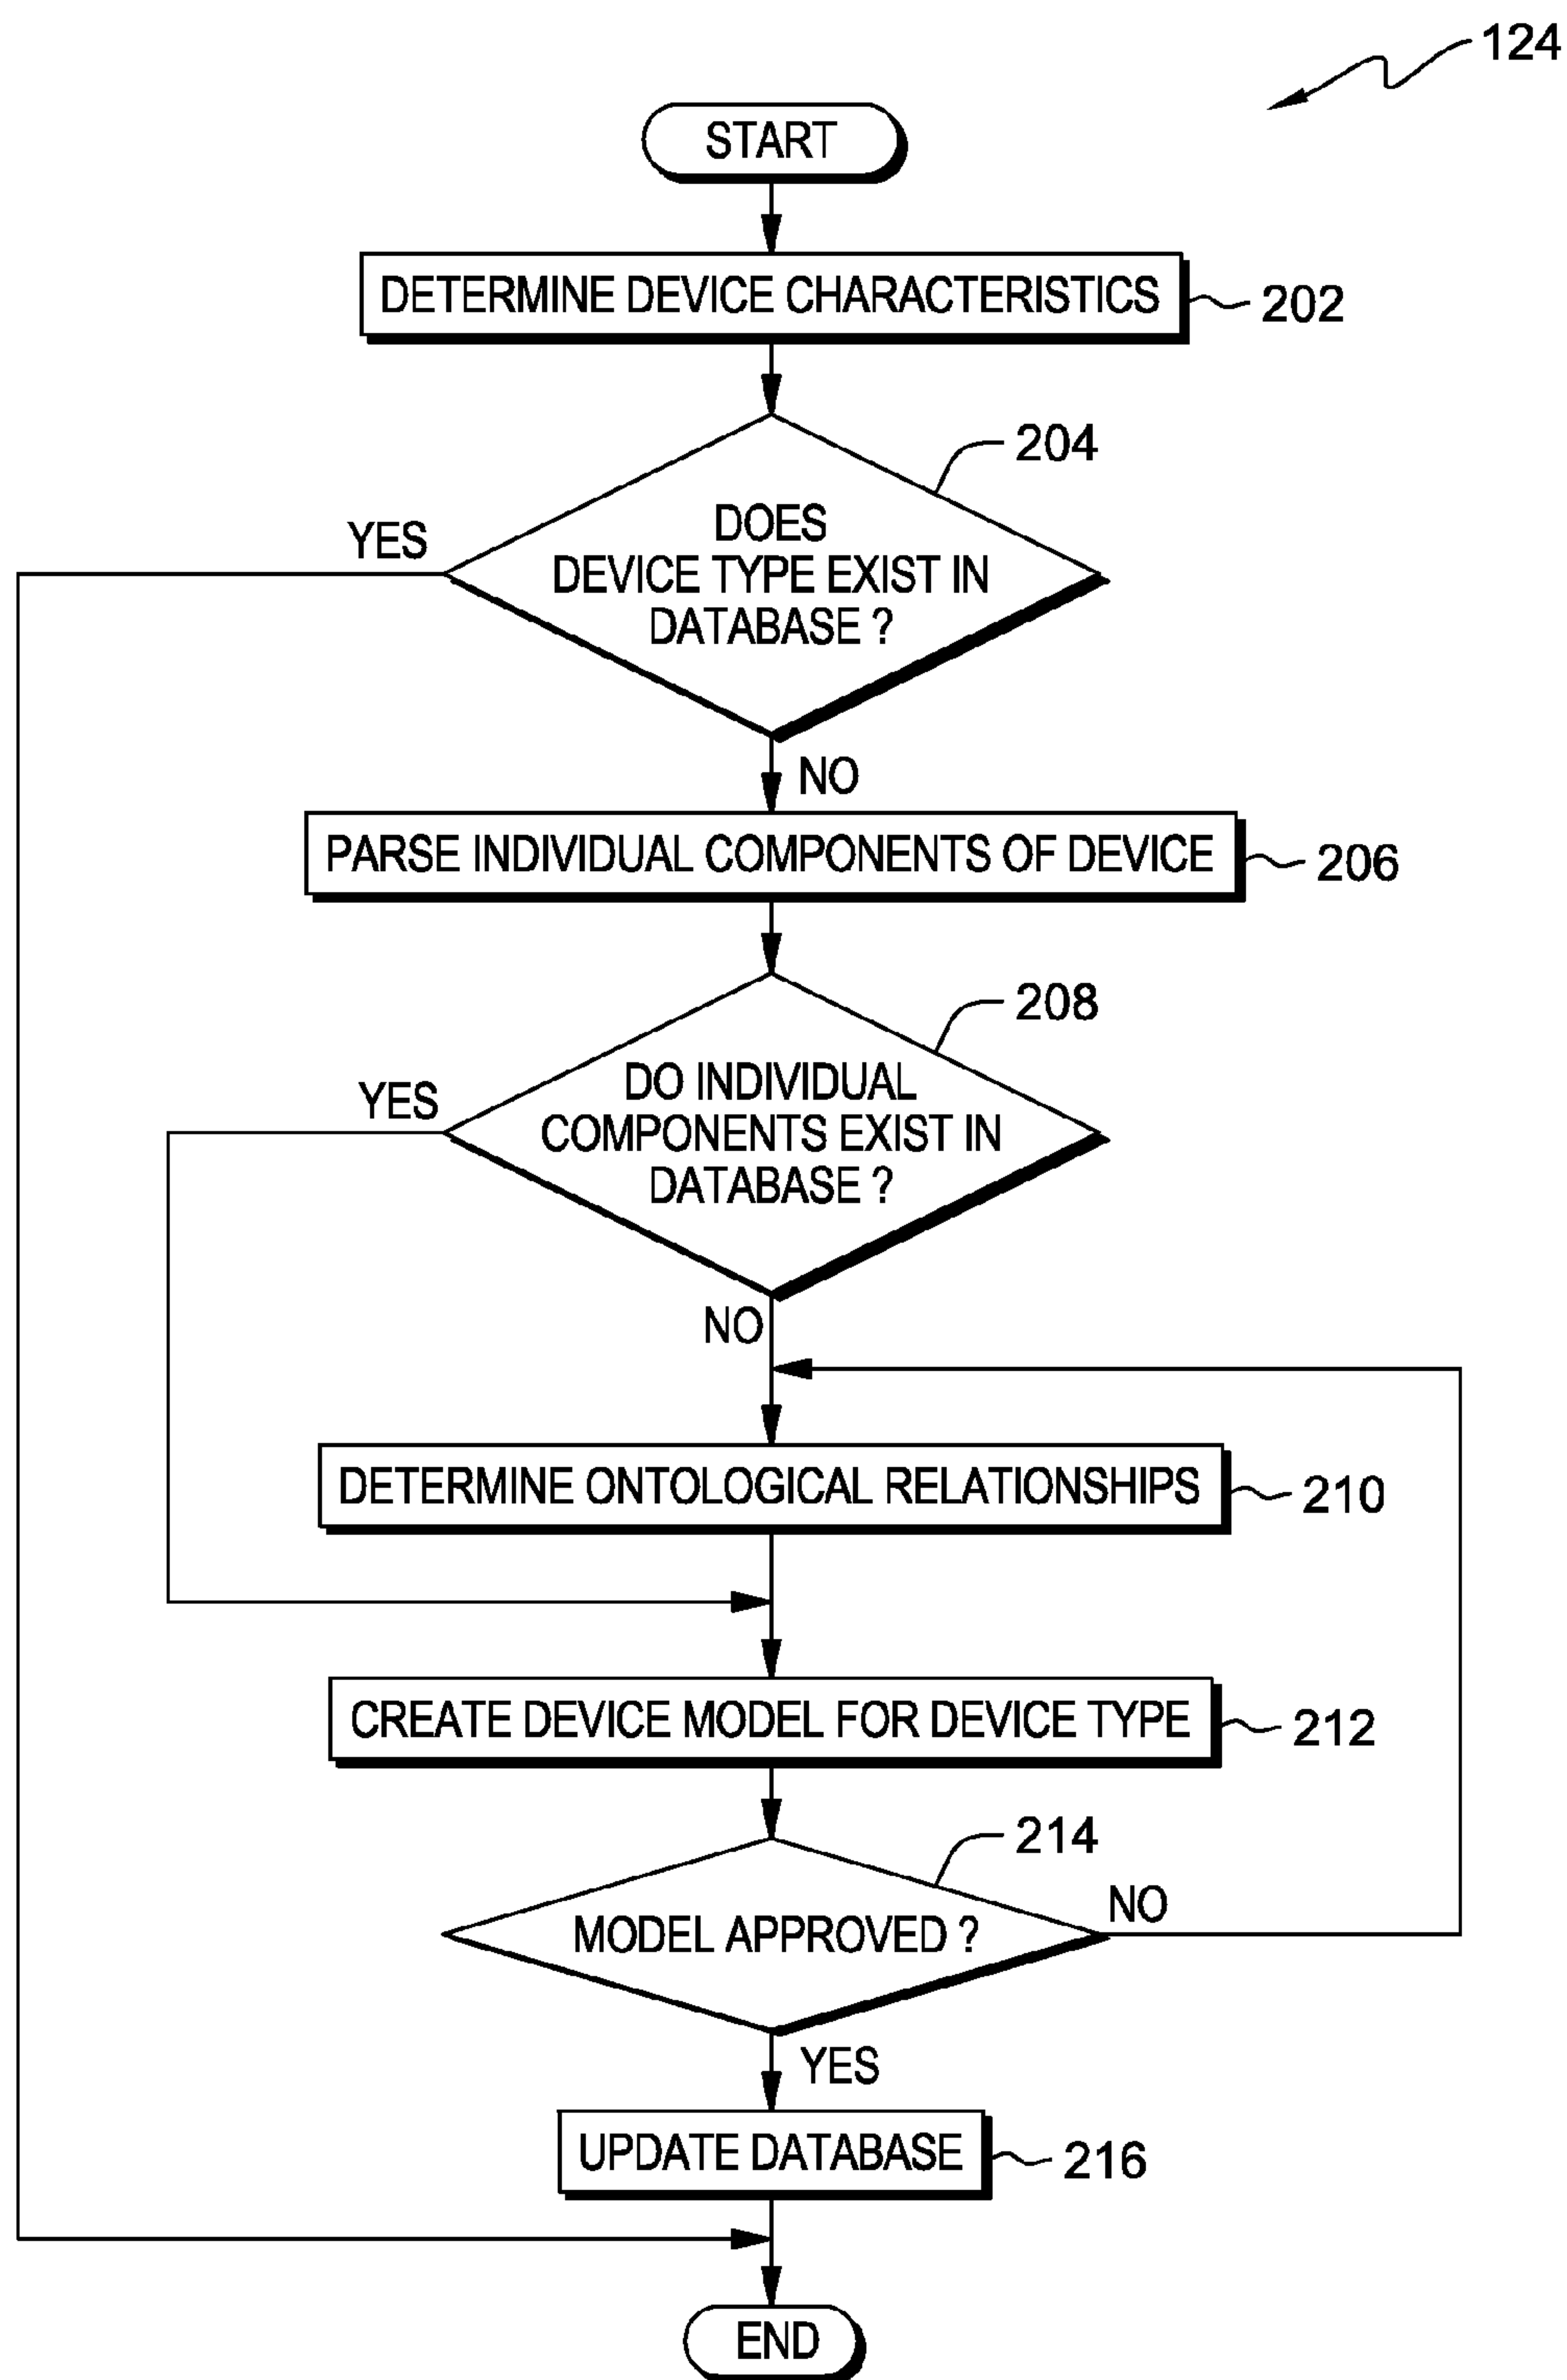 124
START
DETERMINE DEVICE CHARACTERISTICS
202
204
DOES
DEVICE TYPE EXIST IN
DATABASE ?
YES
NO
PARSE INDIVIDUAL COMPONENTS OF DEVICE
206
208
DO INDIVIDUAL
COMPONENTS EXIST IN
DATABASE ?
YES
NO
DETERMINE ONTOLOGICAL RELATIONSHIPS
210
CREATE DEVICE MODEL FOR DEVICE TYPE
212
214
MODEL APPROVED ?
NO
YES
UPDATE DATABASE
216
END